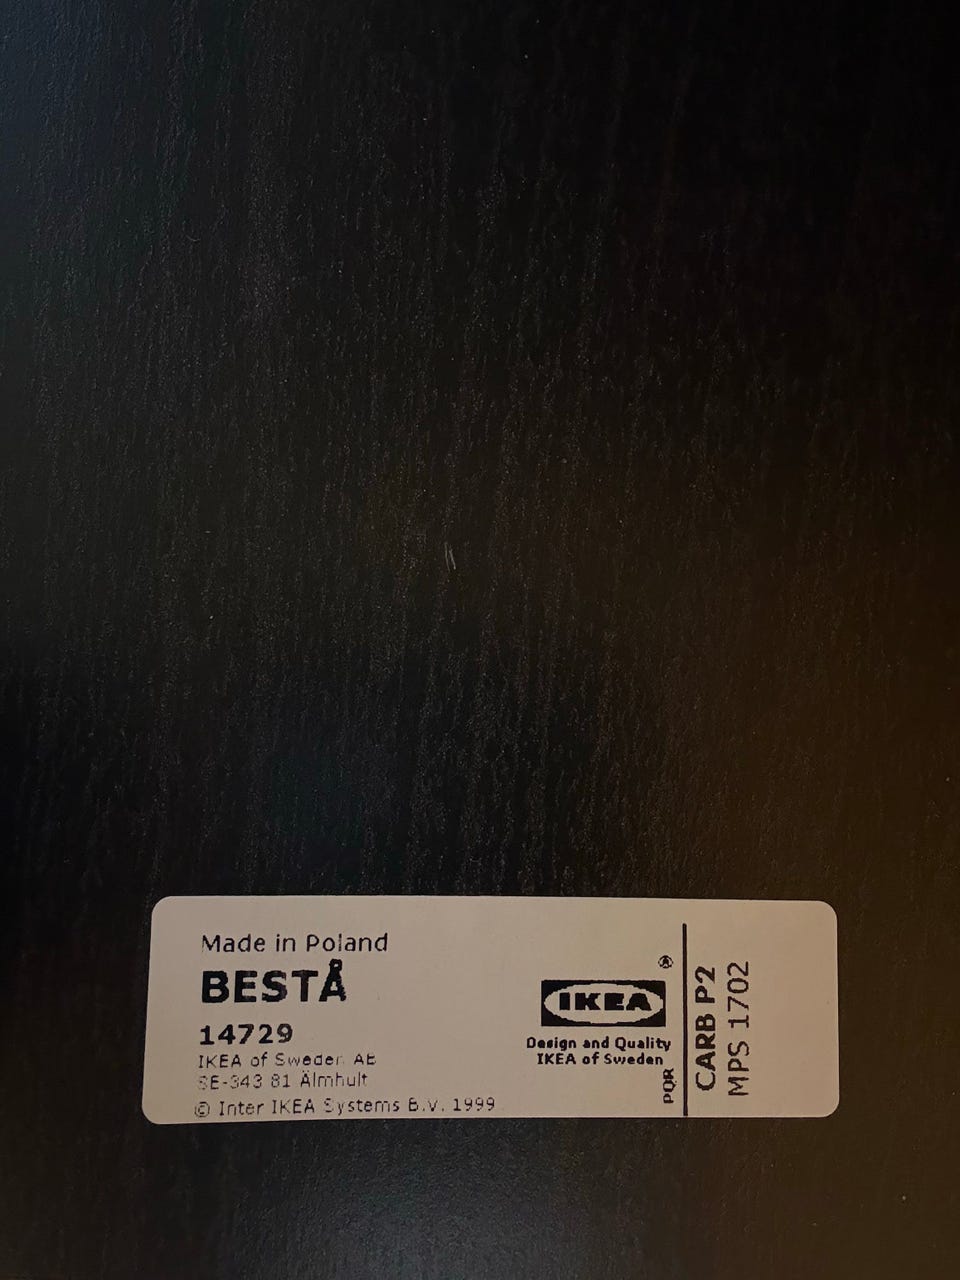 Made in Poland
BESTÅ
14729
IKEA of Sweden AB
SE-343 81 Älmhult
© Inter IKEA Systems B.V. 1999
®
IKEA
Design and Quality
IKEA of Sweden
PQR
CARB P2
MPS 1702